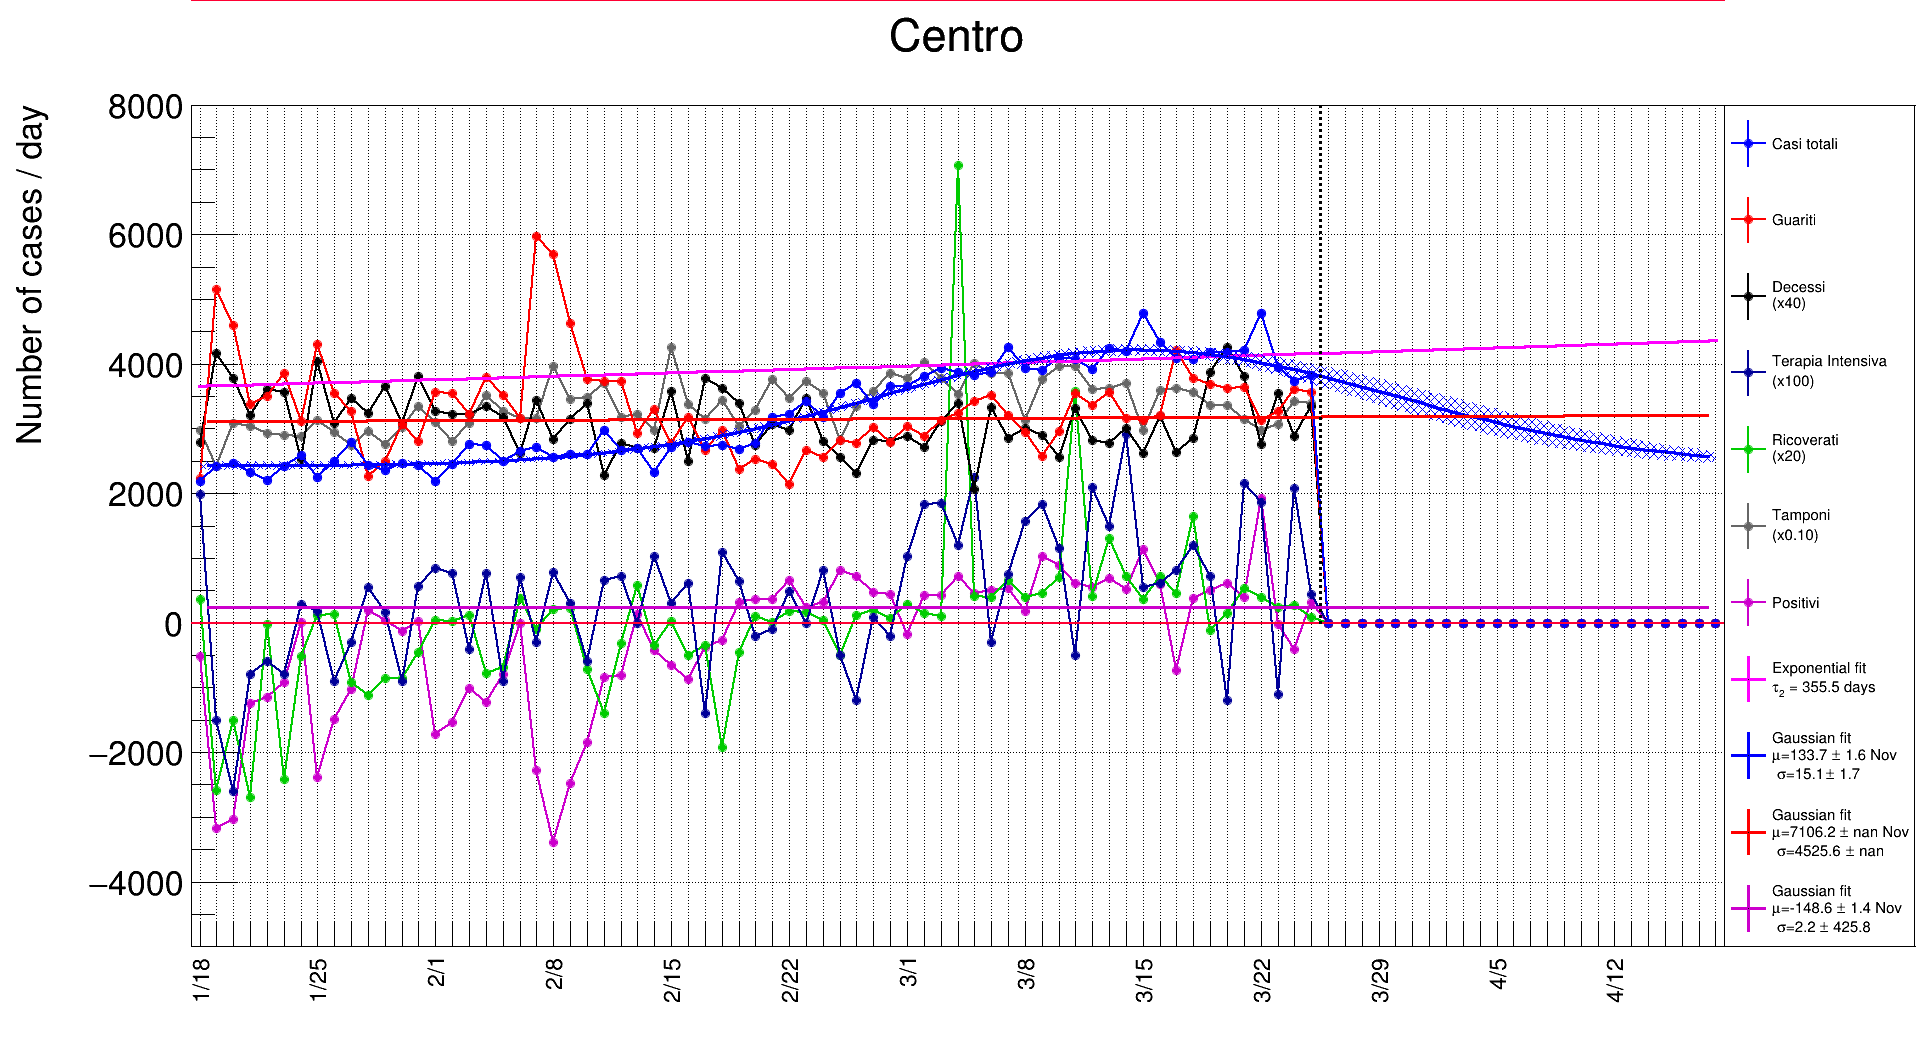 Centro
Number of cases / day
8000
6000
4000
2000
0
−2000
−4000
1/18
1/25
2/1
2/8
2/15
2/22
3/1
3/8
3/15
3/22
3/29
4/5
4/12
Casi totali
Guariti
Decessi
(x40)
Terapia Intensiva
(x100)
Ricoverati
(x20)
Tamponi
(x0.10)
Positivi
Exponential fit
τ2 = 355.5 days
Gaussian fit
μ=133.7 ± 1.6 Nov
σ=15.1 ± 1.7
Gaussian fit
μ=7106.2 ± nan Nov
σ=4525.6 ± nan
Gaussian fit
μ=-148.6 ± 1.4 Nov
σ=2.2 ± 425.8